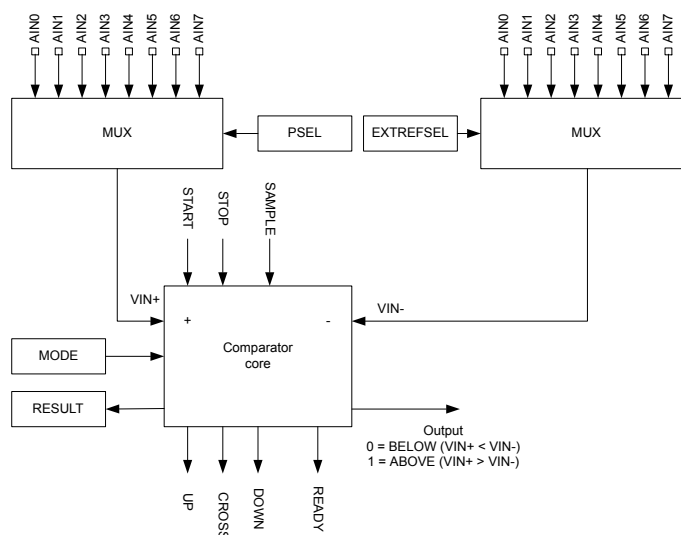 AIN0 AIN1 AIN2 AIN3 AIN4 AIN5 AIN6 AIN7
AIN0 AIN1 AIN2 AIN3 AIN4 AIN5 AIN6 AIN7
MUX
PSEL
EXTREFSEL
MUX
START
STOP
SAMPLE
VIN+
VIN-
+
-
Comparator
core
MODE
RESULT
Output
0 = BELOW (VIN+ < VIN-)
1 = ABOVE (VIN+ > VIN-)
UP
CROSS
DOWN
READY